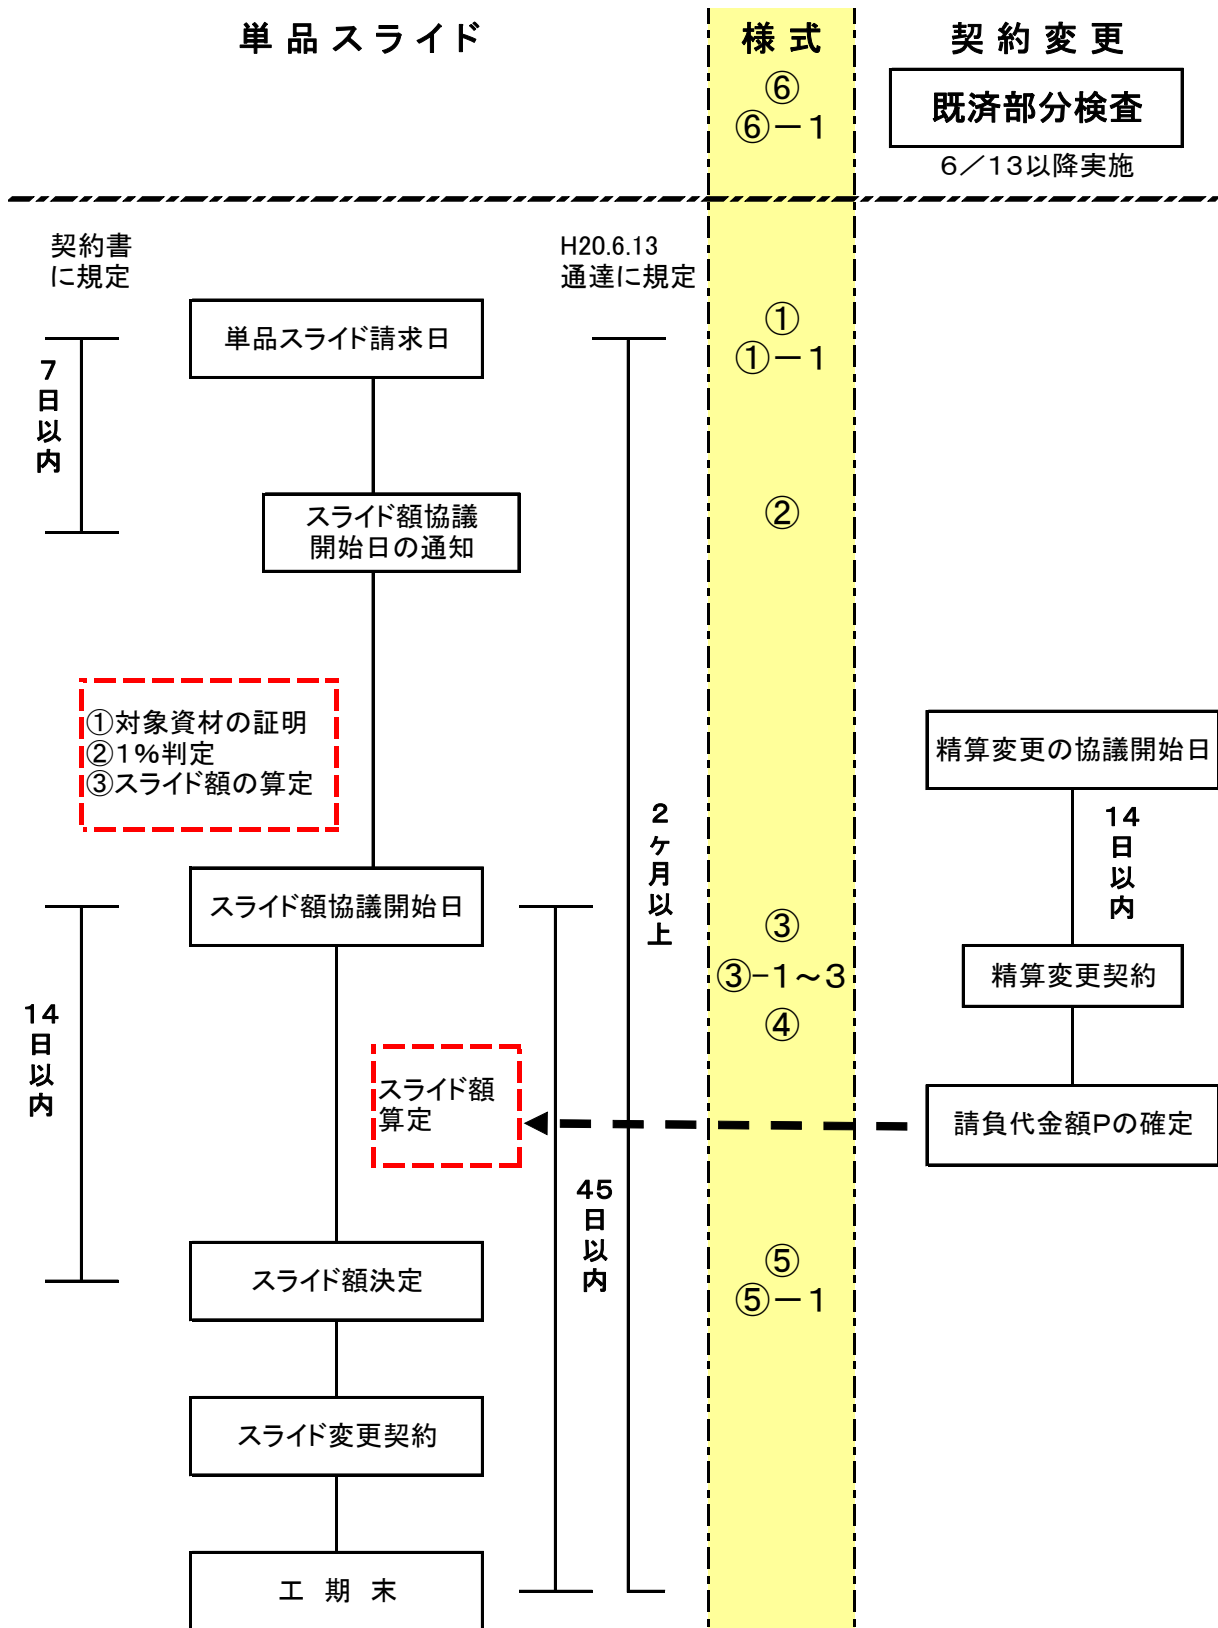 単品スライド
様式
契約変更
⑥
⑥－１
既済部分検査
６／１３以降実施
契約書
に規定
H20.6.13
通達に規定
単品スライド請求日
①
①－１
7日以内
スライド額協議
開始日の通知
②
①対象資材の証明
②1%判定
③スライド額の算定
精算変更の協議開始日
2ヶ月以上
14日以内
スライド額協議開始日
③
③-1～3
④
精算変更契約
14日以内
スライド額
算定
請負代金額Pの確定
45日以内
スライド額決定
⑤
⑤－１
スライド変更契約
工期末